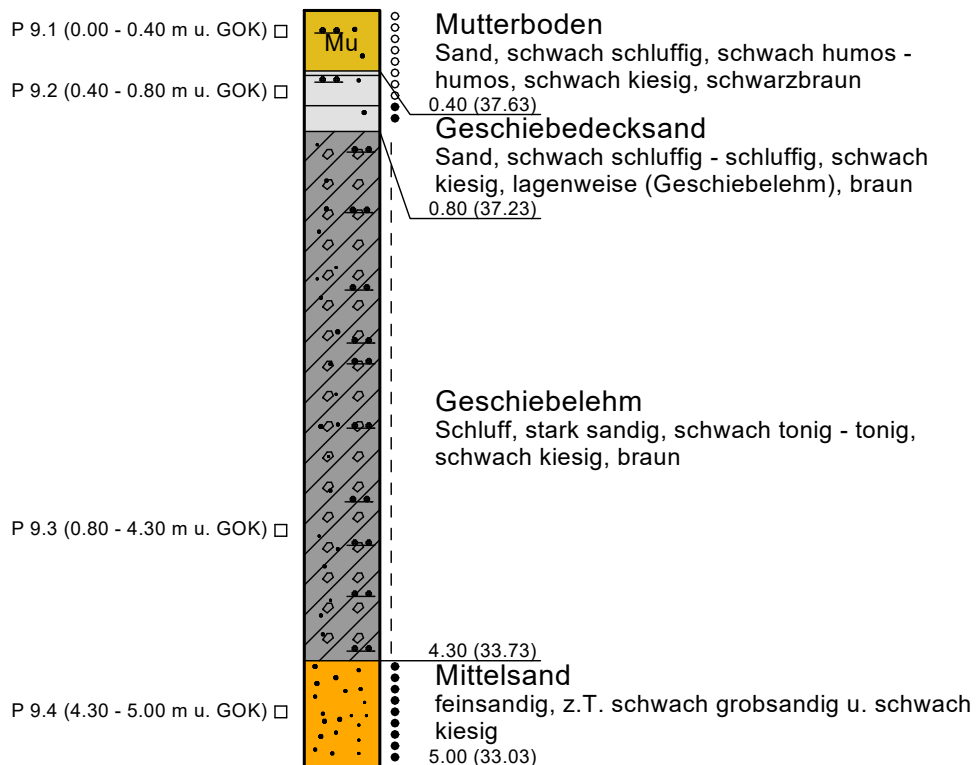 P 9.1 (0.00 - 0.40 m u. GOK)
Mu
Mutterboden
Sand, schwach schluffig, schwach humos -
humos, schwach kiesig, schwarzbraun
P 9.2 (0.40 - 0.80 m u. GOK)
0.40 (37.63)
Geschiebedecksand
Sand, schwach schluffig - schluffig, schwach
kiesig, lagenweise (Geschiebelehm), braun
0.80 (37.23)
Geschiebelehm
Schluff, stark sandig, schwach tonig - tonig,
schwach kiesig, braun
P 9.3 (0.80 - 4.30 m u. GOK)
4.30 (33.73)
Mittelsand
feinsandig, z.T. schwach grobsandig u. schwach
kiesig
P 9.4 (4.30 - 5.00 m u. GOK)
5.00 (33.03)